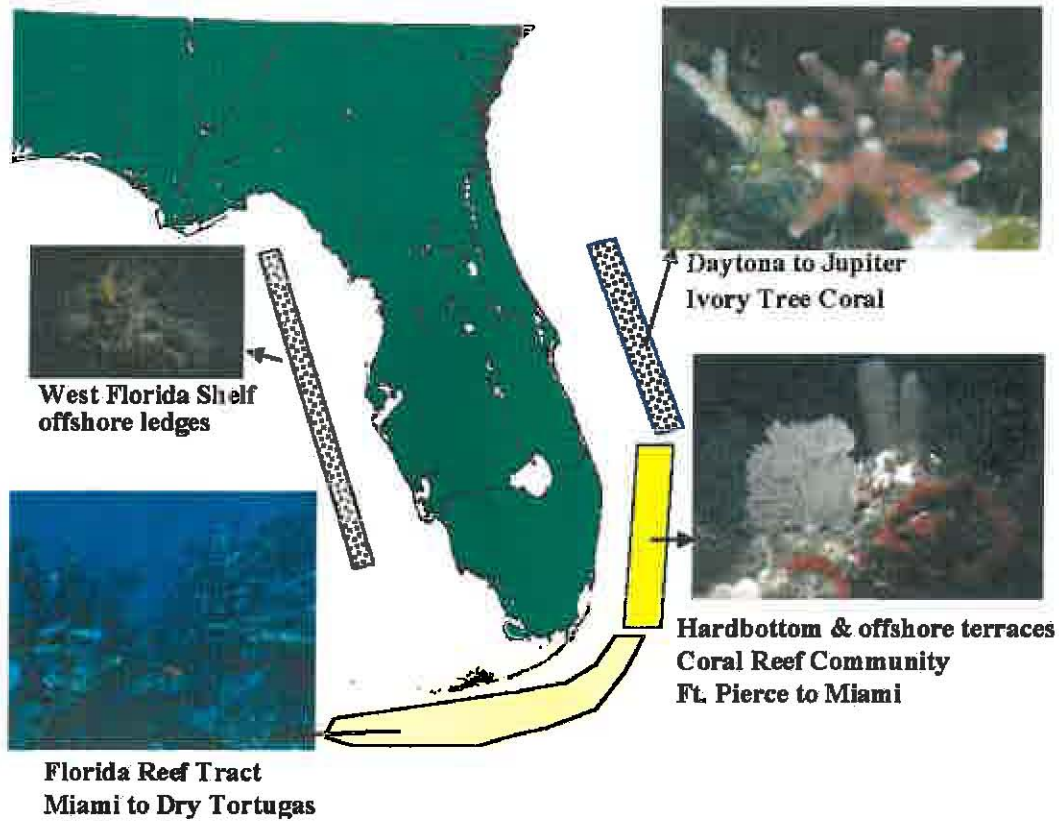 Daytona to Jupiter
Ivory Tree Coral
West Florida Shelf
offshore ledges
Hardbottom & offshore terraces
Coral Reef Community
Ft. Pierce to Miami
Florida Reef Tract
Miami to Dry Tortugas